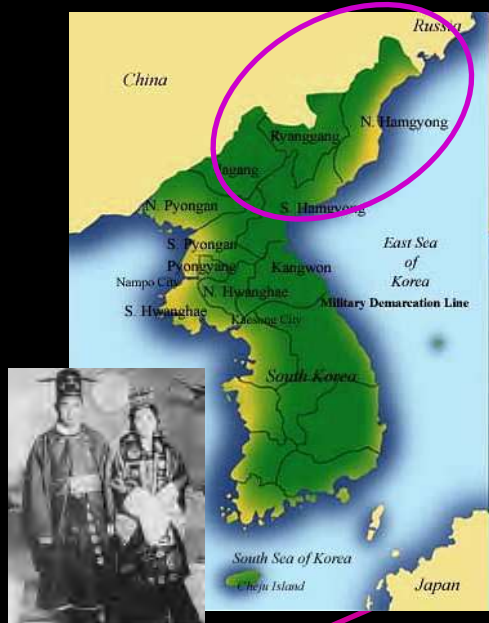 Russia
China
N. Hamgyong
Ryanggang
Jagang
N. Pyongan
S. Hamgyong
S. Pyongan
East Sea
of
Korea
Pyongyang
Kangwon
Nampo City
N. Hwanghae
Military Demarcation Line
S. Hwanghae
Kaesong City
South Korea
South Sea of Korea
Cheju Island
Japan